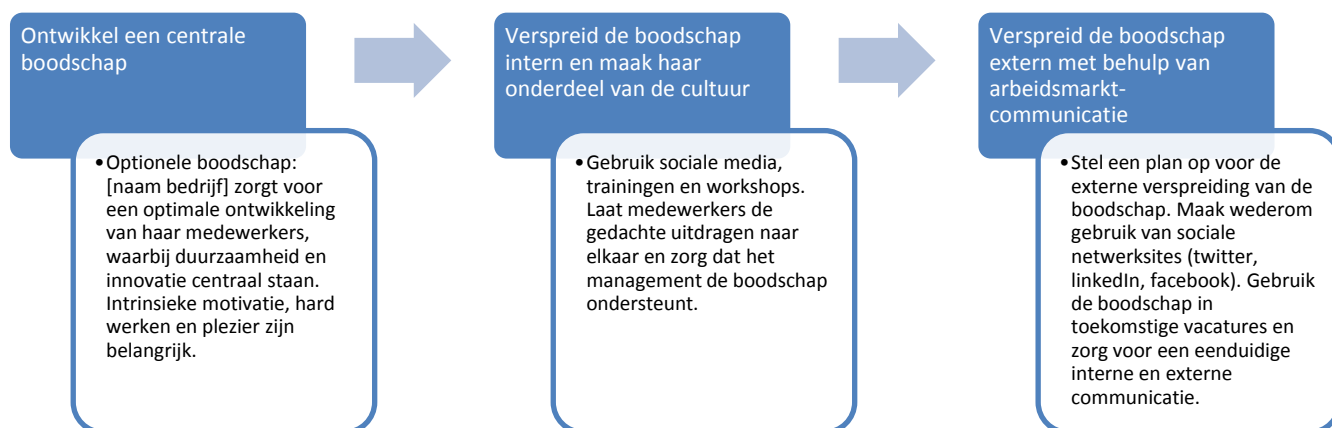 Ontwikkel een centrale
boodschap
•Optionele boodschap:
[naam bedrijf] zorgt voor
een optimale ontwikkeling
van haar medewerkers,
waarbij duurzaamheid en
innovatie centraal staan.
Intrinsieke motivatie, hard
werken en plezier zijn
belangrijk.
Verspreid de boodschap
intern en maak haar
onderdeel van de cultuur
•Gebruik sociale media,
trainingen en workshops.
Laat medewerkers de
gedachte uitdragen naar
elkaar en zorg dat het
management de boodschap
ondersteunt.
Verspreid de boodschap
extern met behulp van
arbeidsmarkt-
communicatie
•Stel een plan op voor de
externe verspreiding van de
boodschap. Maak wederom
gebruik van sociale
netwerksites (twitter,
linkedIn, facebook). Gebruik
de boodschap in
toekomstige vacatures en
zorg voor een eenduidige
interne en externe
communicatie.